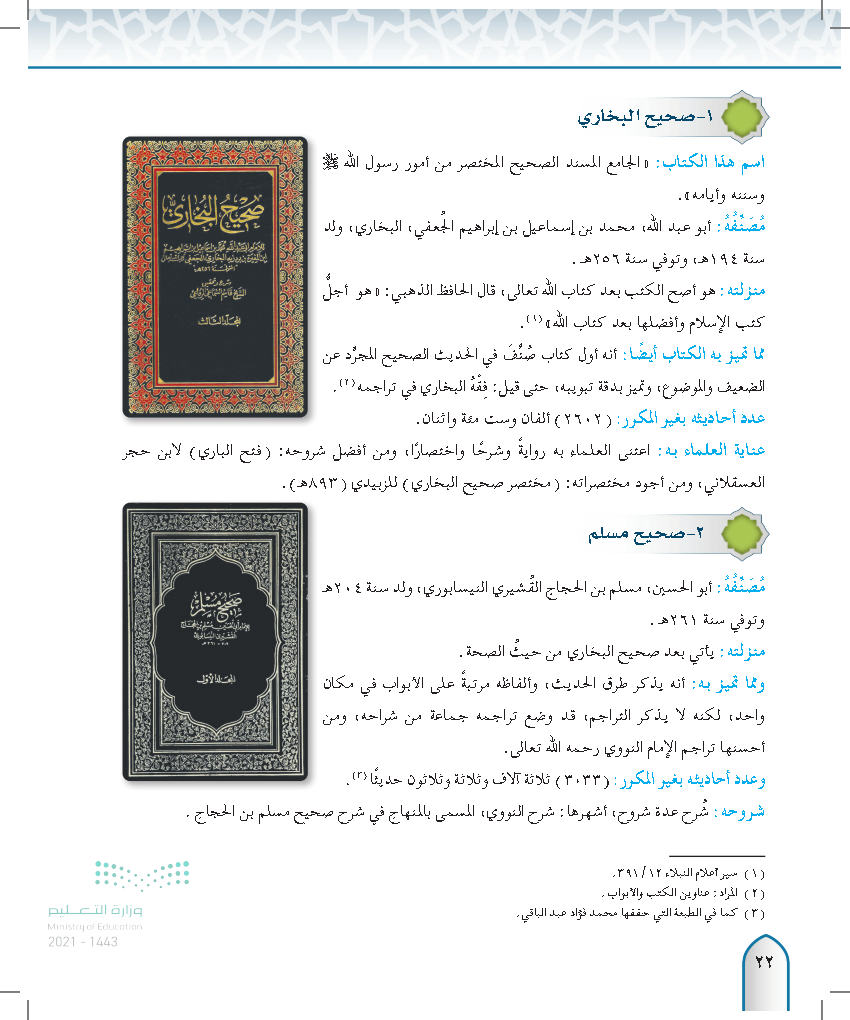 ١- صحيح البخاري
اسم هذا الكتاب: «الجامع المسند الصحيح المختصر من أمور رسول الله ﷺ
وسننه وأيامه».
مُصَنِّفُهُ: أبو عبد الله، محمد بن إسماعيل بن إبراهيم الجُعفي، البخاري، ولد
سنة ١٩٤هـ، وتوفي سنة ٢٥٦هـ.
منزلته: هو أصح الكتب بعد كتاب الله تعالى، قال الحافظ الذهبي: «هو أجلُّ
كتب الإسلام وأفضلها بعد كتاب الله»(١).
مما تميز به الكتاب أيضًا: أنه أول كتاب صُنِّفَ في الحديث الصحيح المجرَّد عن
الضعيف والموضوع، وتميز بدقة تبويبه، حتى قيل: فِقْهُ البخاري في تراجمه(٢).
عدد أحاديثه بغير المكرر: (٢٦٠٢) ألفان وست مئة واثنان.
عناية العلماء به: اعتنى العلماء به روايةً وشرحًا واختصارًا، ومن أفضل شروحه: (فتح الباري) لابن حجر
العسقلاني، ومن أجود مختصراته: (مختصر صحيح البخاري) للزبيدي (٨٩٣هـ).
صحيح البخاري
المجلد الثالث
٢- صحيح مسلم
مُصَنِّفُهُ: أبو الحسين، مسلم بن الحجاج القُشيري النيسابوري، ولد سنة ٢٠٤هـ
وتوفي سنة ٢٦١هـ.
منزلته: يأتي بعد صحيح البخاري من حيثُ الصحة.
ومما تميز به: أنه يذكر طرق الحديث، وألفاظه مرتبةً على الأبواب في مكان
واحد، لكنه لا يذكر التراجم، قد وضع تراجمه جماعة من شراحه، ومن
أحسنها تراجم الإمام النووي رحمه الله تعالى.
وعدد أحاديثه بغير المكرر: (٣٠٣٣) ثلاثة آلاف وثلاثة وثلاثون حديثًا(٣).
شروحه: شُرح عدة شروح، أشهرها: شرح النووي، المسمى بالمنهاج في شرح صحيح مسلم بن الحجاج.
صحيح مسلم
المجلد الأول
(١) سير أعلام النبلاء ٣٩١/١٢.
(٢) المراد: عناوين الكتب والأبواب.
(٣) كما في الطبعة التي حققها محمد فؤاد عبد الباقي.
وزارة التعليم
Ministry of Education
2021 - 1443
٢٢